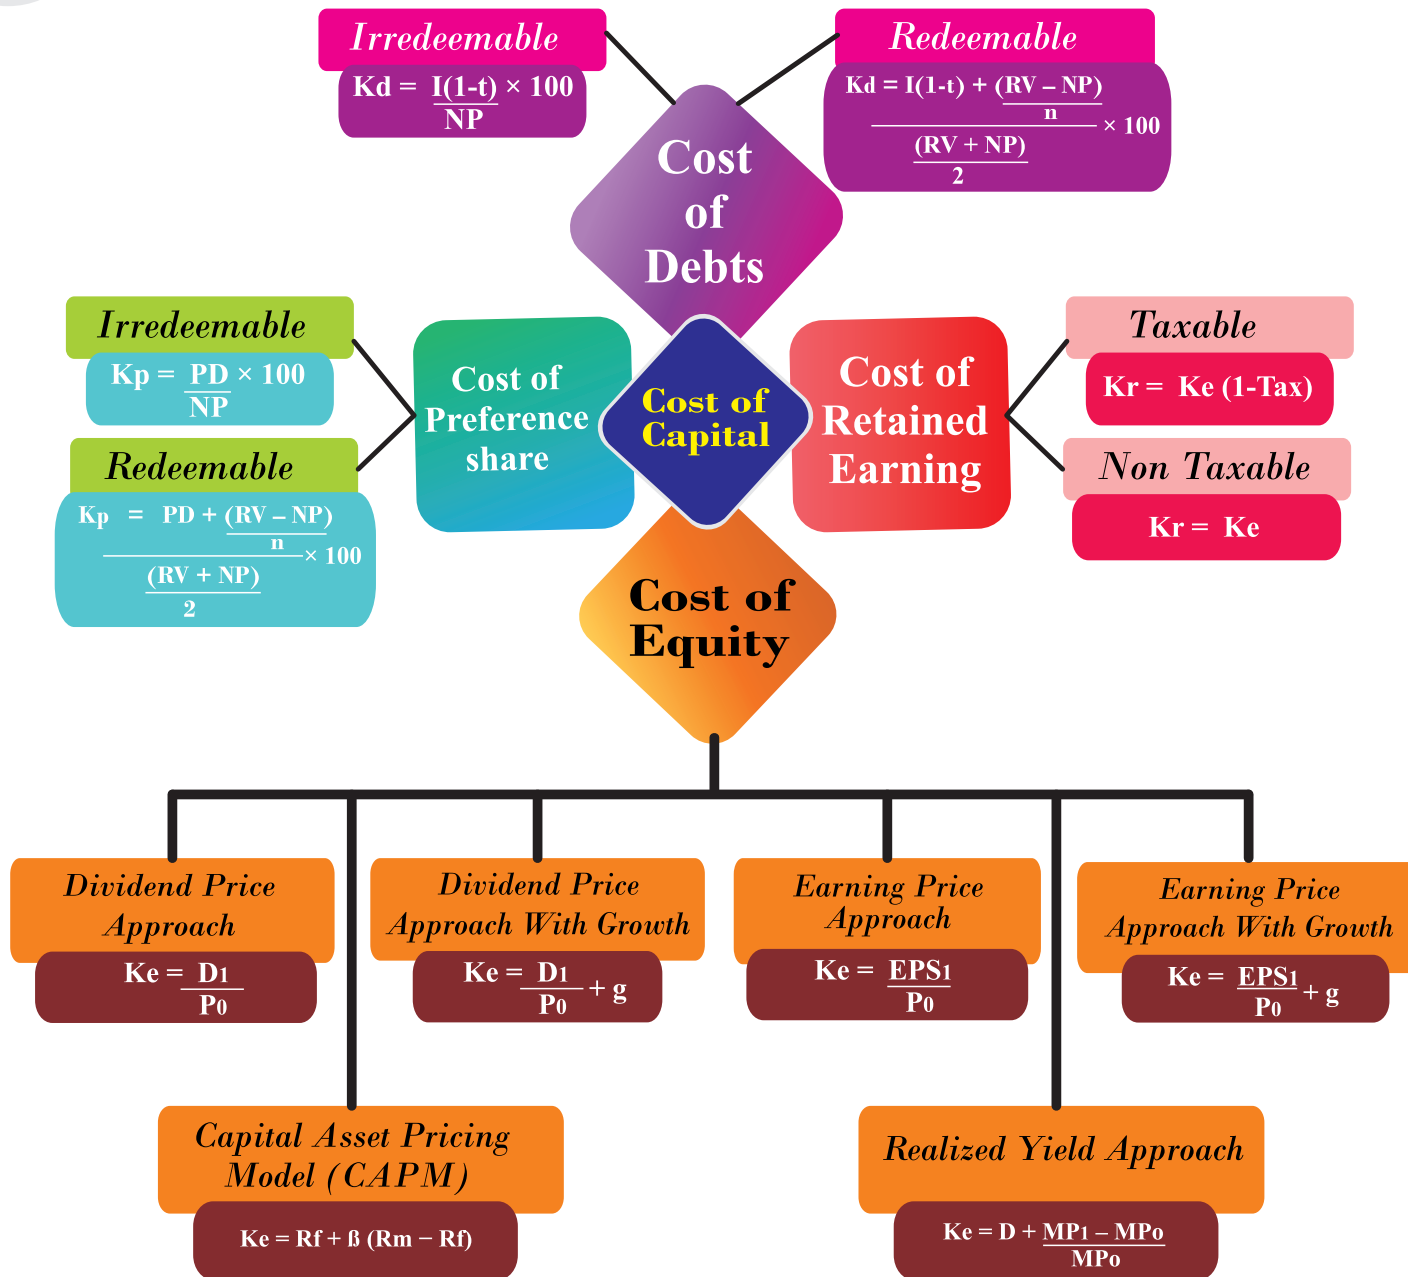 Irredeemable
Kd = I(1-t) × 100
NP
Redeemable
Kd = I(1-t) + (RV – NP)
n
× 100
(RV + NP)
2
Cost
of
Debts
Irredeemable
Kp = PD × 100
NP
Redeemable
Kp = PD + (RV – NP)
n
× 100
(RV + NP)
2
Cost of
Preference
share
Cost of
Capital
Cost of
Retained
Earning
Taxable
Kr = Ke (1-Tax)
Non Taxable
Kr = Ke
Cost of
Equity
Dividend Price
Approach
Ke = D1
P0
Dividend Price
Approach With Growth
Ke = D1
P0 + g
Earning Price
Approach
Ke = EPS1
P0
Earning Price
Approach With Growth
Ke = EPS1
P0 + g
Capital Asset Pricing
Model (CAPM)
Ke = Rf + ß (Rm – Rf)
Realized Yield Approach
Ke = D + MP1 – MPo
MPo